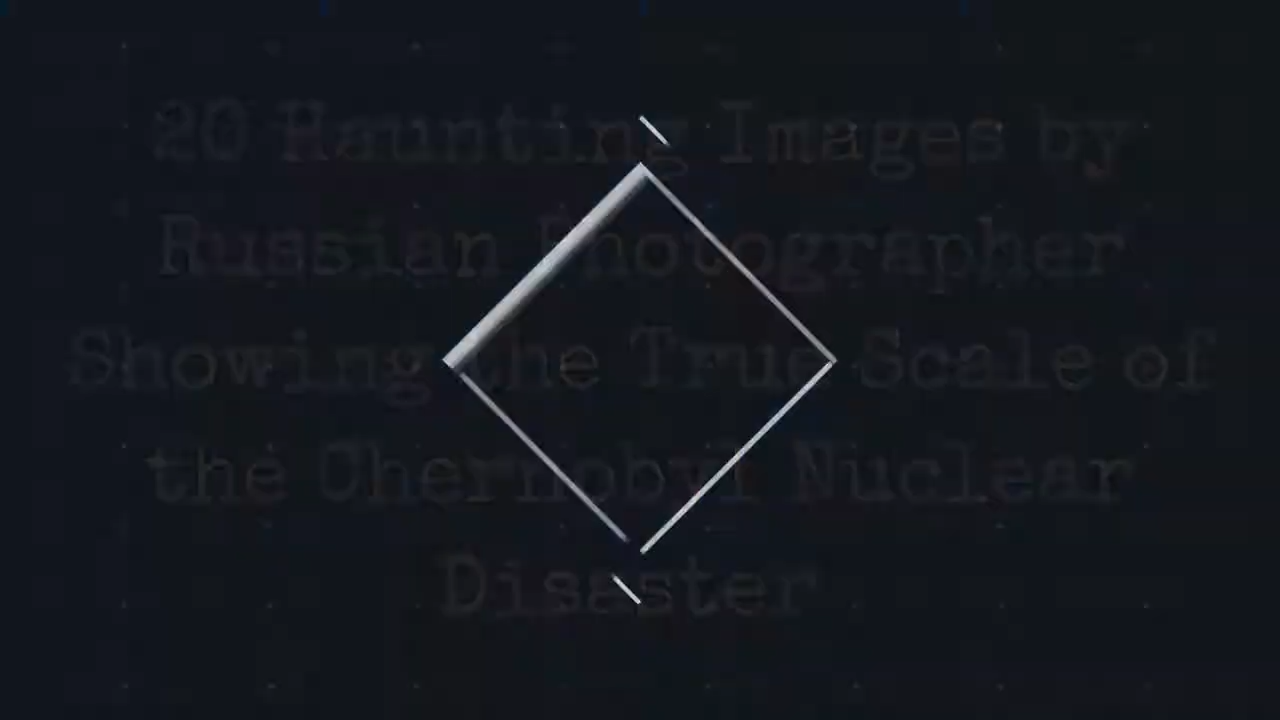 20 Haunting Images by
Russian Photographer
Showing the True Scale of
the Chernobyl Nuclear
Disaster